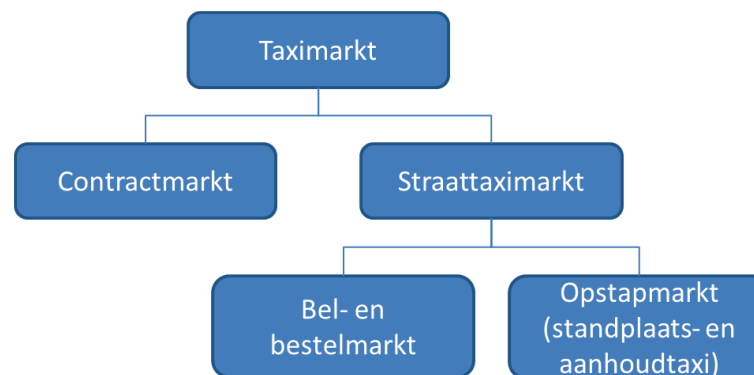 Taximarkt
Contractmarkt
Straattaximarkt
Bel- en
bestelmarkt
Opstapmarkt
(standplaats- en
aanhoudtaxi)